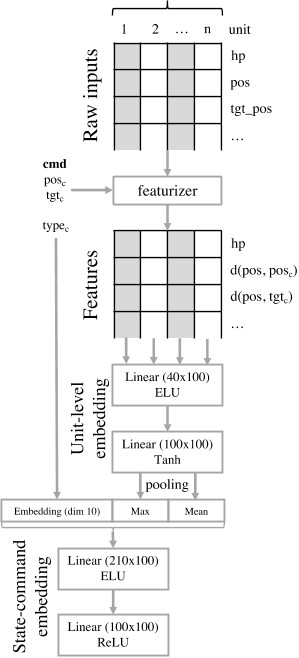 1 2 ... n unit
Raw inputs
hp
pos
tgt_pos
...
cmd
pos_c
tgt_c
featurizer
type_c
Features
hp
d(pos, pos_c)
d(pos, tgt_c)
...
Unit-level
embedding
Linear (40x100)
ELU
Linear (100x100)
Tanh
pooling
Embedding (dim 10) Max Mean
State-command
embedding
Linear (210x100)
ELU
Linear (100x100)
ReLU